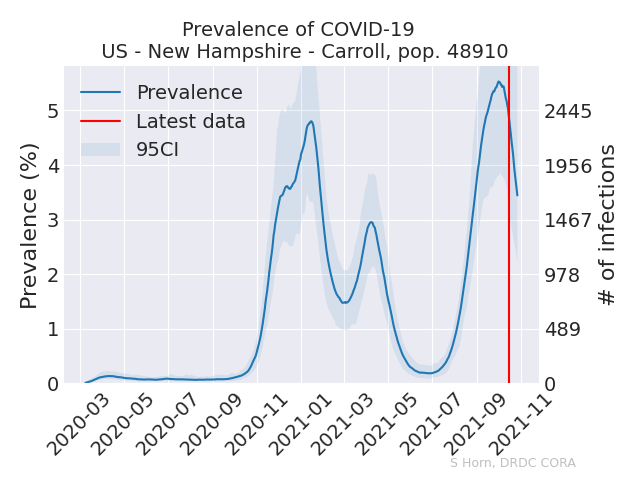 Prevalence of COVID-19
US - New Hampshire - Carroll, pop. 48910
Prevalence
Latest data
95CI
Prevalence (%)
5
4
3
2
1
0
2445
1956
1467
978
489
0
# of infections
2020-03
2020-05
2020-07
2020-09
2020-11
2021-01
2021-03
2021-05
2021-07
2021-09
2021-11
S Horn, DRDC CORA